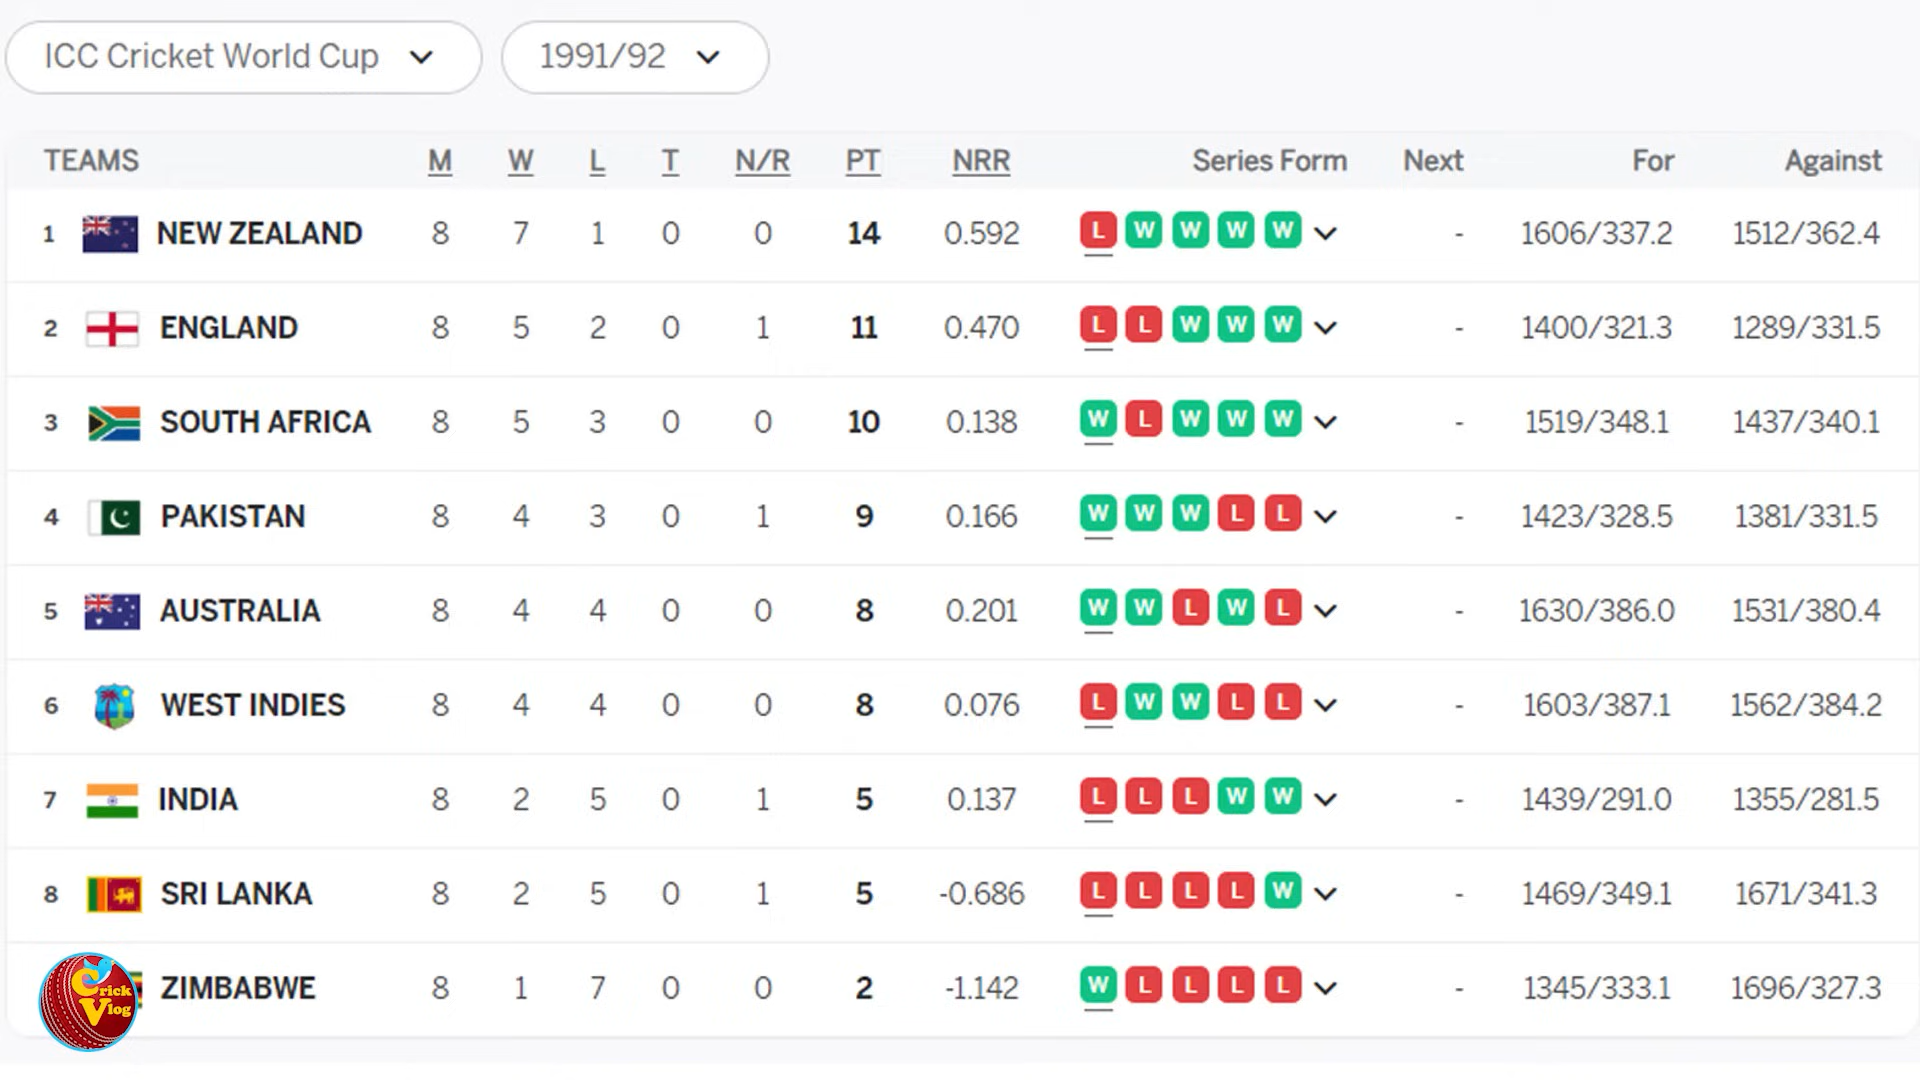 ICC Cricket World Cup 1991/92
TEAMS M W L T N/R PT NRR Series Form Next For Against
1 NEW ZEALAND 8 7 1 0 0 14 0.592 L W W W W - 1606/337.2 1512/362.4
2 ENGLAND 8 5 2 0 1 11 0.470 L L W W W - 1400/321.3 1289/331.5
3 SOUTH AFRICA 8 5 3 0 0 10 0.138 W L W W W - 1519/348.1 1437/340.1
4 PAKISTAN 8 4 3 0 1 9 0.166 W W W L L - 1423/328.5 1381/331.5
5 AUSTRALIA 8 4 4 0 0 8 0.201 W W L W L - 1630/386.0 1531/380.4
6 WEST INDIES 8 4 4 0 0 8 0.076 L W W L L - 1603/387.1 1562/384.2
7 INDIA 8 2 5 0 1 5 0.137 L L L W W - 1439/291.0 1355/281.5
8 SRI LANKA 8 2 5 0 1 5 -0.686 L L L L W - 1469/349.1 1671/341.3
ZIMBABWE 8 1 7 0 0 2 -1.142 W L L L L - 1345/333.1 1696/327.3
Crick
Vlog